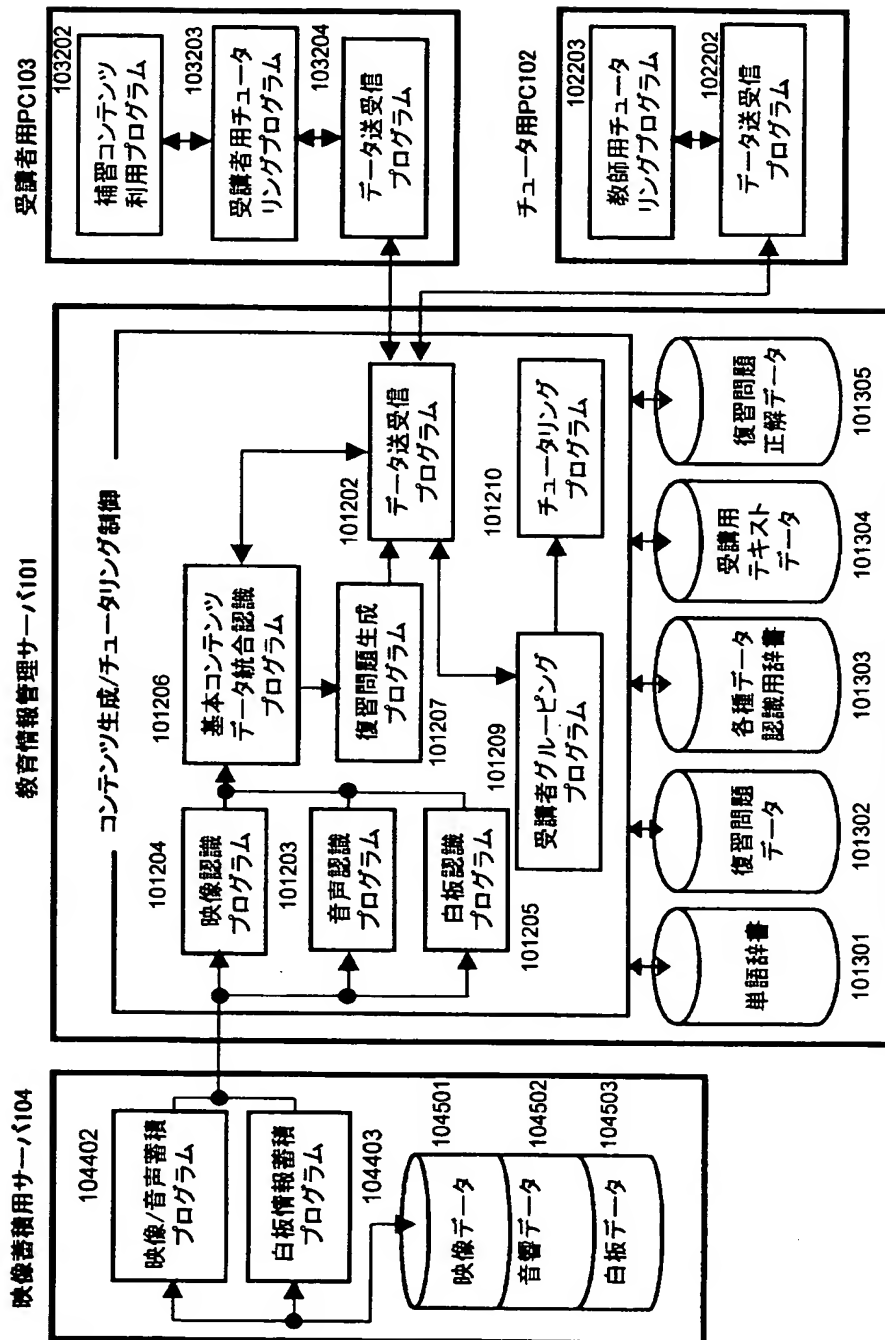 映像蓄積用サーバ104
104402
映像/音声蓄積
プログラム
白板情報蓄積
プログラム
104403
映像データ
104501
音響データ
104502
白板データ
104503
教育情報管理サーバ101
コンテンツ生成/チュータリング制御
101204
映像認識
プログラム
101203
音声認識
プログラム
白板認識
プログラム
101205
101206
基本コンテンツ
データ統合認識
プログラム
復習問題生成
プログラム
101207
101209
受講者グルーピング
プログラム
101202
データ送受信
プログラム
101210
チュータリング
プログラム
単語辞書
101301
復習問題
データ
101302
各種データ
認識用辞書
101303
受講用
テキスト
データ
101304
復習問題
正解データ
101305
受講者用PC103
103202
補習コンテンツ
利用プログラム
103203
受講者用チュータ
リングプログラム
103204
データ送受信
プログラム
チュータ用PC102
102203
教師用チュータ
リングプログラム
102202
データ送受信
プログラム